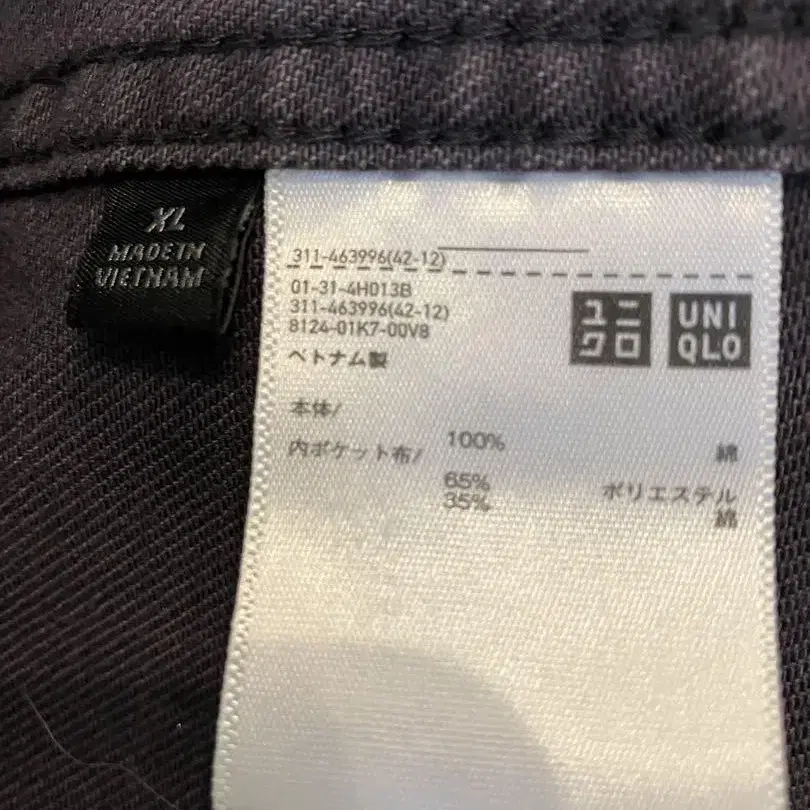 XL
MADE IN
VIETNAM
311-463996(42-12)
01-31-4H013B
311-463996(42-12)
8124-01K7-00V8
ベトナム製
ユニ
クロ
UNI
QLO
本体/
100% 綿
内ポケット布/
65% ポリエステル
35% 綿